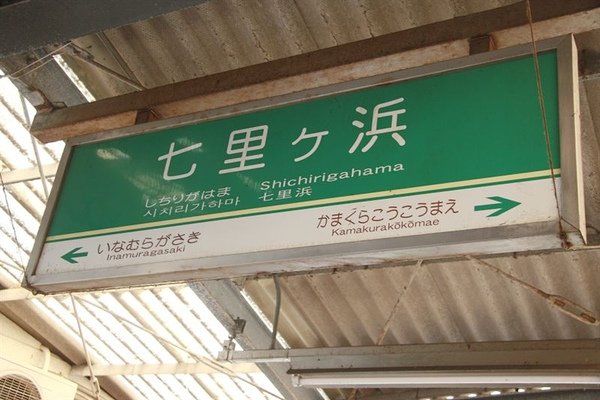 七里ヶ浜
しちりがはま Shichirigahama
시치리가하마 七里浜
いなむらがさき かまくらこうこうまえ
Inamuragasaki Kamakurakōkōmae